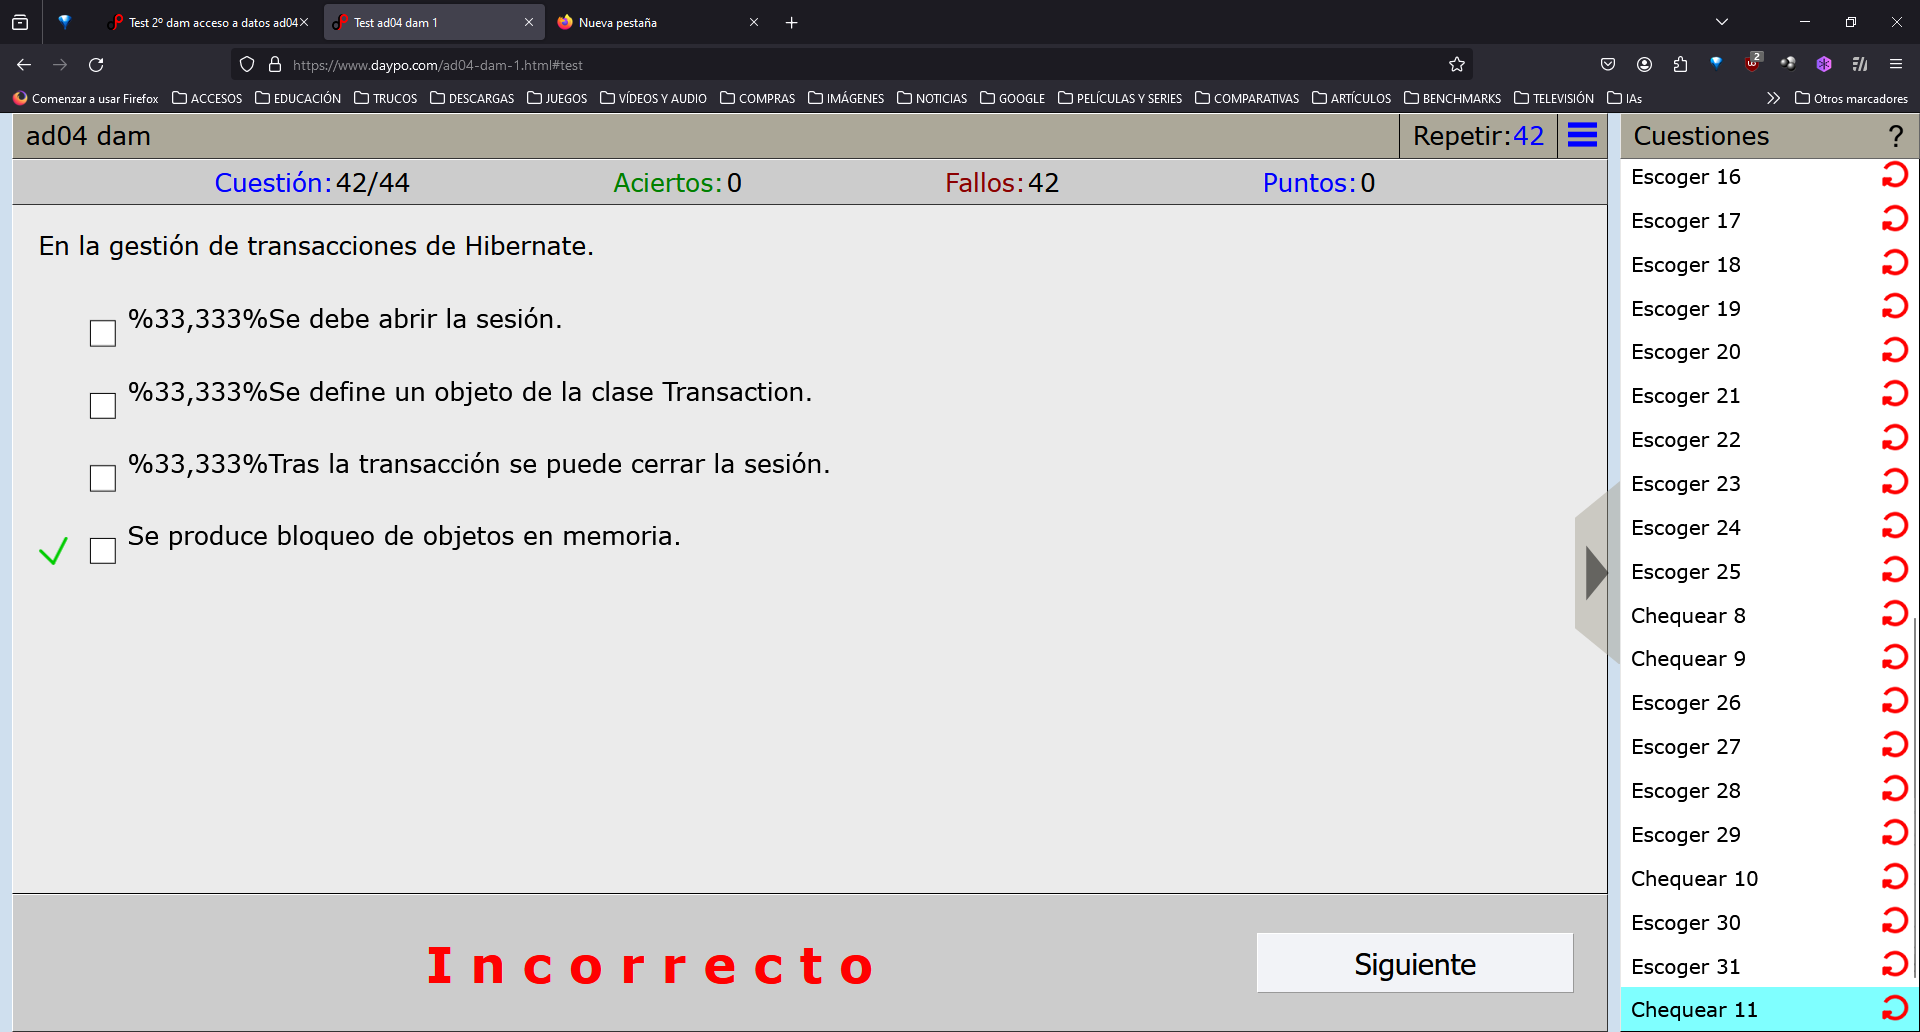 Test 2º dam acceso a datos ad04
Test ad04 dam 1
Nueva pestaña
https://www.daypo.com/ad04-dam-1.html#test
2
Comenzar a usar Firefox
ACCESOS
EDUCACIÓN
TRUCOS
DESCARGAS
JUEGOS
VÍDEOS Y AUDIO
COMPRAS
IMÁGENES
NOTICIAS
GOOGLE
PELÍCULAS Y SERIES
COMPARATIVAS
ARTÍCULOS
BENCHMARKS
TELEVISIÓN
IAs
Otros marcadores
ad04 dam
Repetir:42
Cuestión:42/44
Aciertos:0
Fallos:42
Puntos:0
En la gestión de transacciones de Hibernate.
%33,333%Se debe abrir la sesión.
%33,333%Se define un objeto de la clase Transaction.
%33,333%Tras la transacción se puede cerrar la sesión.
Se produce bloqueo de objetos en memoria.
Incorrecto
Siguiente
Cuestiones
?
Escoger 16
Escoger 17
Escoger 18
Escoger 19
Escoger 20
Escoger 21
Escoger 22
Escoger 23
Escoger 24
Escoger 25
Chequear 8
Chequear 9
Escoger 26
Escoger 27
Escoger 28
Escoger 29
Chequear 10
Escoger 30
Escoger 31
Chequear 11